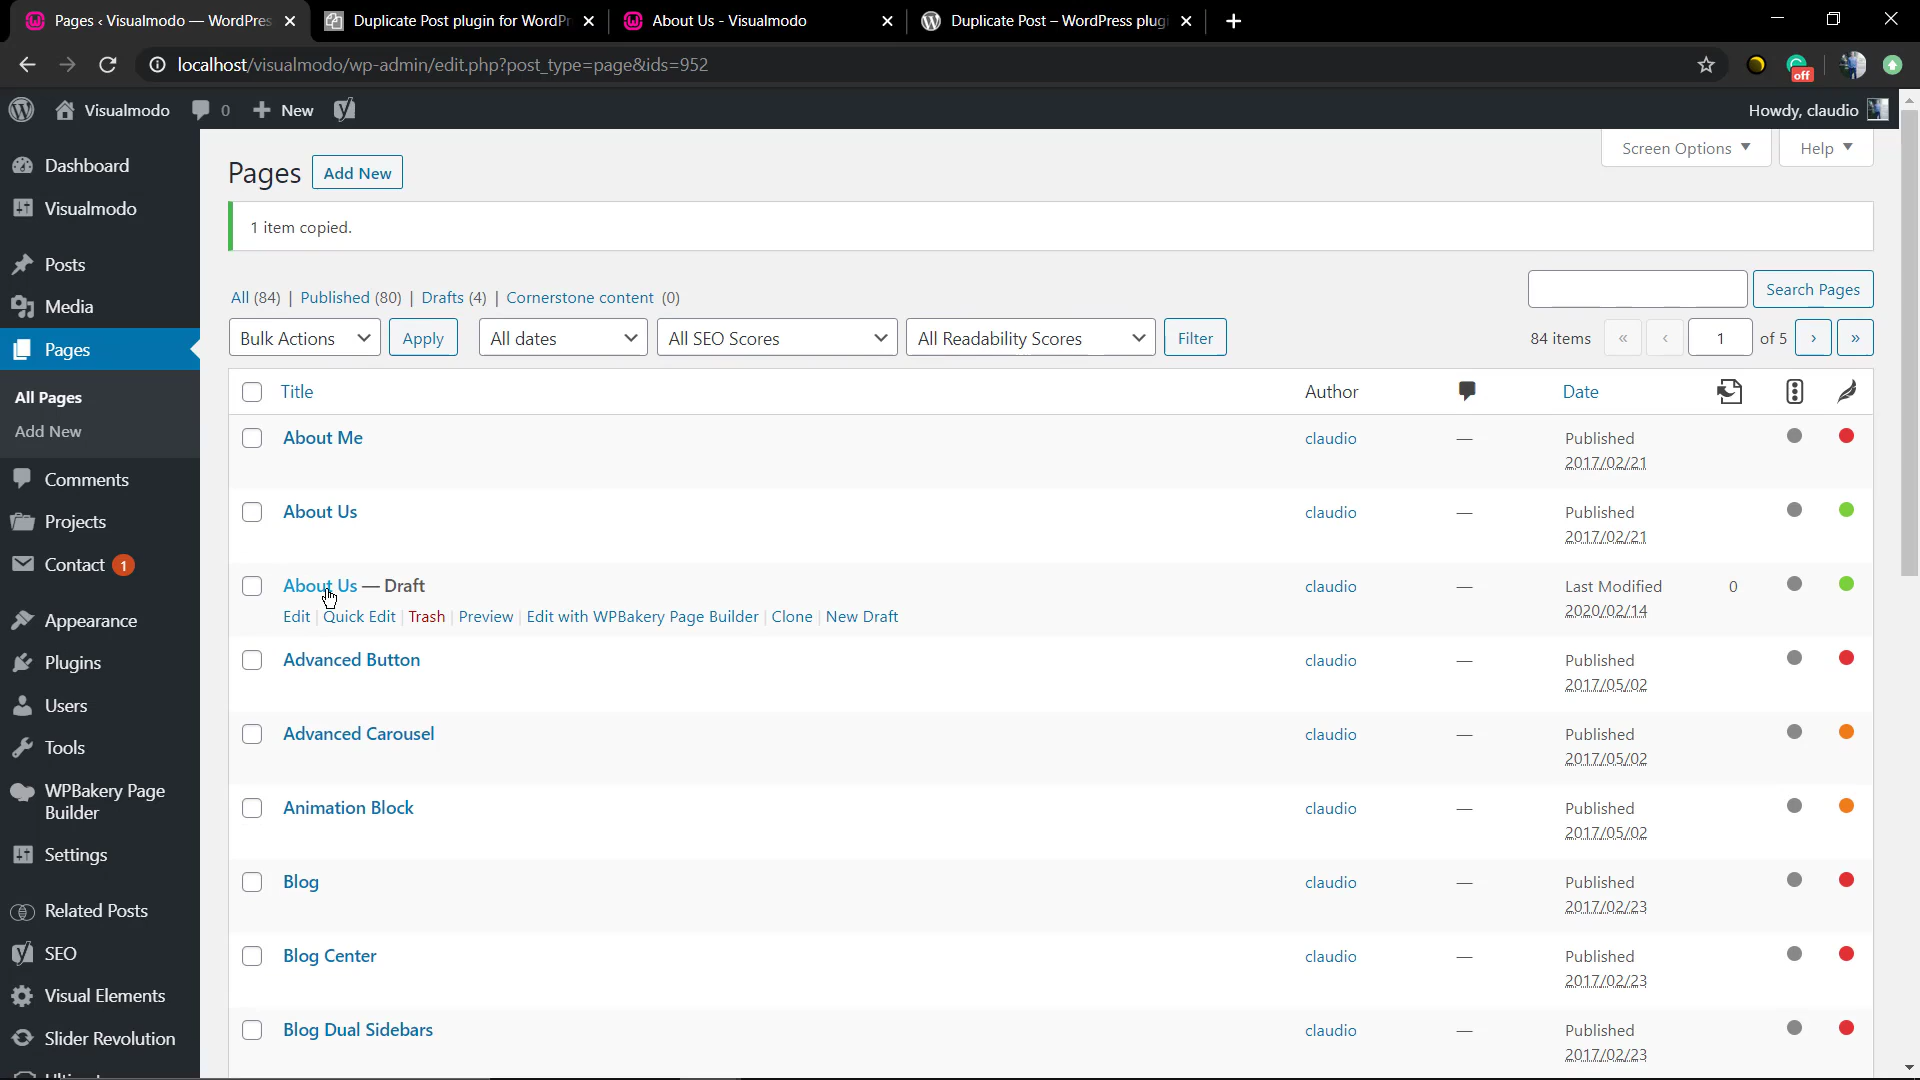 Pages ‹ Visualmodo — WordPres
Duplicate Post plugin for WordPr
About Us - Visualmodo
Duplicate Post – WordPress plug
localhost/visualmodo/wp-admin/edit.php?post_type=page&ids=952
off
Visualmodo
0
New
Howdy, claudio
Dashboard
Visualmodo
Posts
Media
Pages
All Pages
Add New
Comments
Projects
Contact 1
Appearance
Plugins
Users
Tools
WPBakery Page
Builder
Settings
Related Posts
SEO
Visual Elements
Slider Revolution
Screen Options
Help
Pages
Add New
1 item copied.
All (84) | Published (80) | Drafts (4) | Cornerstone content (0)
Search Pages
Bulk Actions
Apply
All dates
All SEO Scores
All Readability Scores
Filter
84 items « ‹ 1 of 5 › »
Title Author Date
About Me claudio — Published
2017/02/21
About Us claudio — Published
2017/02/21
About Us — Draft claudio — Last Modified 0
Edit | Quick Edit | Trash | Preview | Edit with WPBakery Page Builder | Clone | New Draft 2020/02/14
Advanced Button claudio — Published
2017/05/02
Advanced Carousel claudio — Published
2017/05/02
Animation Block claudio — Published
2017/05/02
Blog claudio — Published
2017/02/23
Blog Center claudio — Published
2017/02/23
Blog Dual Sidebars claudio — Published
2017/02/23